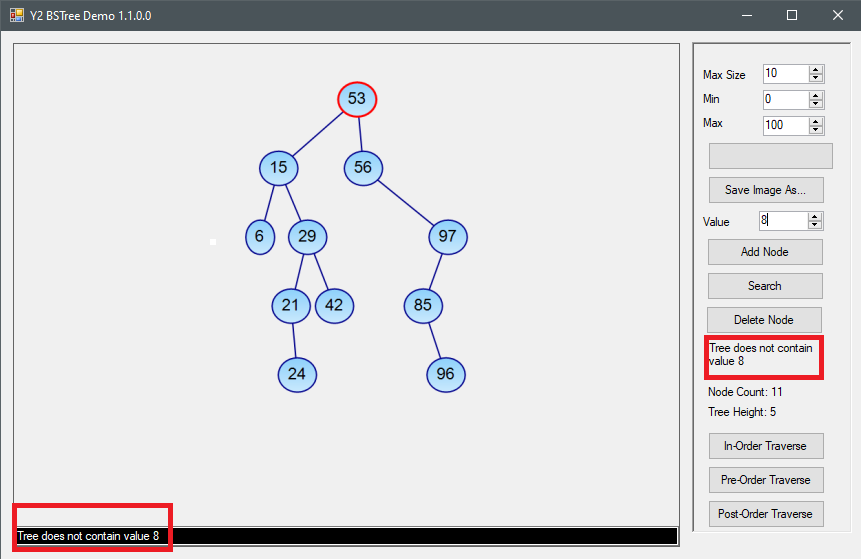 Y2 BSTree Demo 1.1.0.0
53
15
56
6
29
97
21
42
85
24
96
Tree does not contain value 8
Max Size
10
Min
0
Max
100
Save Image As...
Value
8
Add Node
Search
Delete Node
Tree does not contain
value 8
Node Count: 11
Tree Height: 5
In-Order Traverse
Pre-Order Traverse
Post-Order Traverse